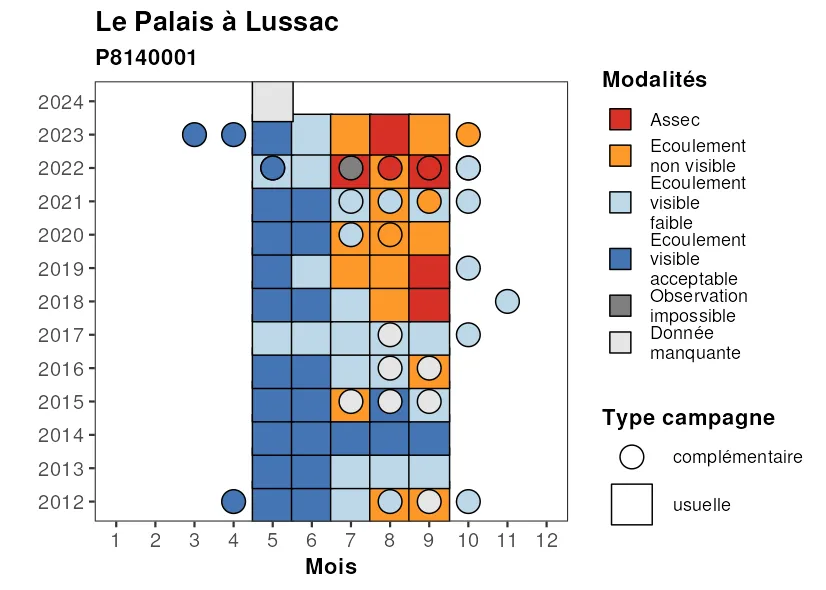 Le Palais à Lussac
P8140001
2024
2023
2022
2021
2020
2019
2018
2017
2016
2015
2014
2013
2012
1 2 3 4 5 6 7 8 9 10 11 12
Mois
Modalités
Assec
Ecoulement
non visible
Ecoulement
visible
faible
Ecoulement
visible
acceptable
Observation
impossible
Donnée
manquante
Type campagne
complémentaire
usuelle